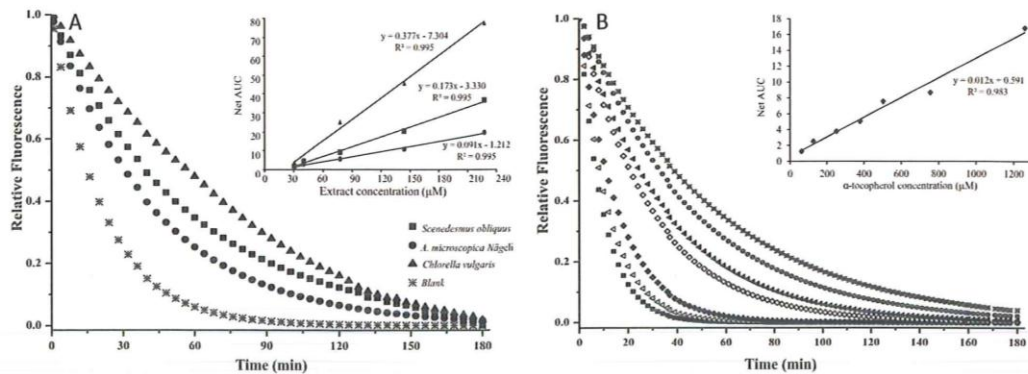 A
Relative Fluorescence
1.0
0.8
0.6
0.4
0.2
0.0
0
30
60
90
120
150
180
Time (min)
Net AUC
80
70
60
50
40
30
20
10
0
30
60
90
120
150
180
210
240
Extract concentration (µM)
y = 0.377x - 7.304
R² = 0.995
y = 0.173x - 3.330
R² = 0.995
y = 0.091x - 1.212
R² = 0.995
Scenedesmus obliquus
A. microscopica Nägeli
Chlorella vulgaris
Blank
B
Relative Fluorescence
1.0
0.8
0.6
0.4
0.2
0.0
0
20
40
60
80
100
120
140
160
180
Time (min)
Net AUC
18
16
14
12
10
8
6
4
2
0
0
200
400
600
800
1000
1200
α-tocopherol concentration (µM)
y = 0.012x + 0.591
R² = 0.983